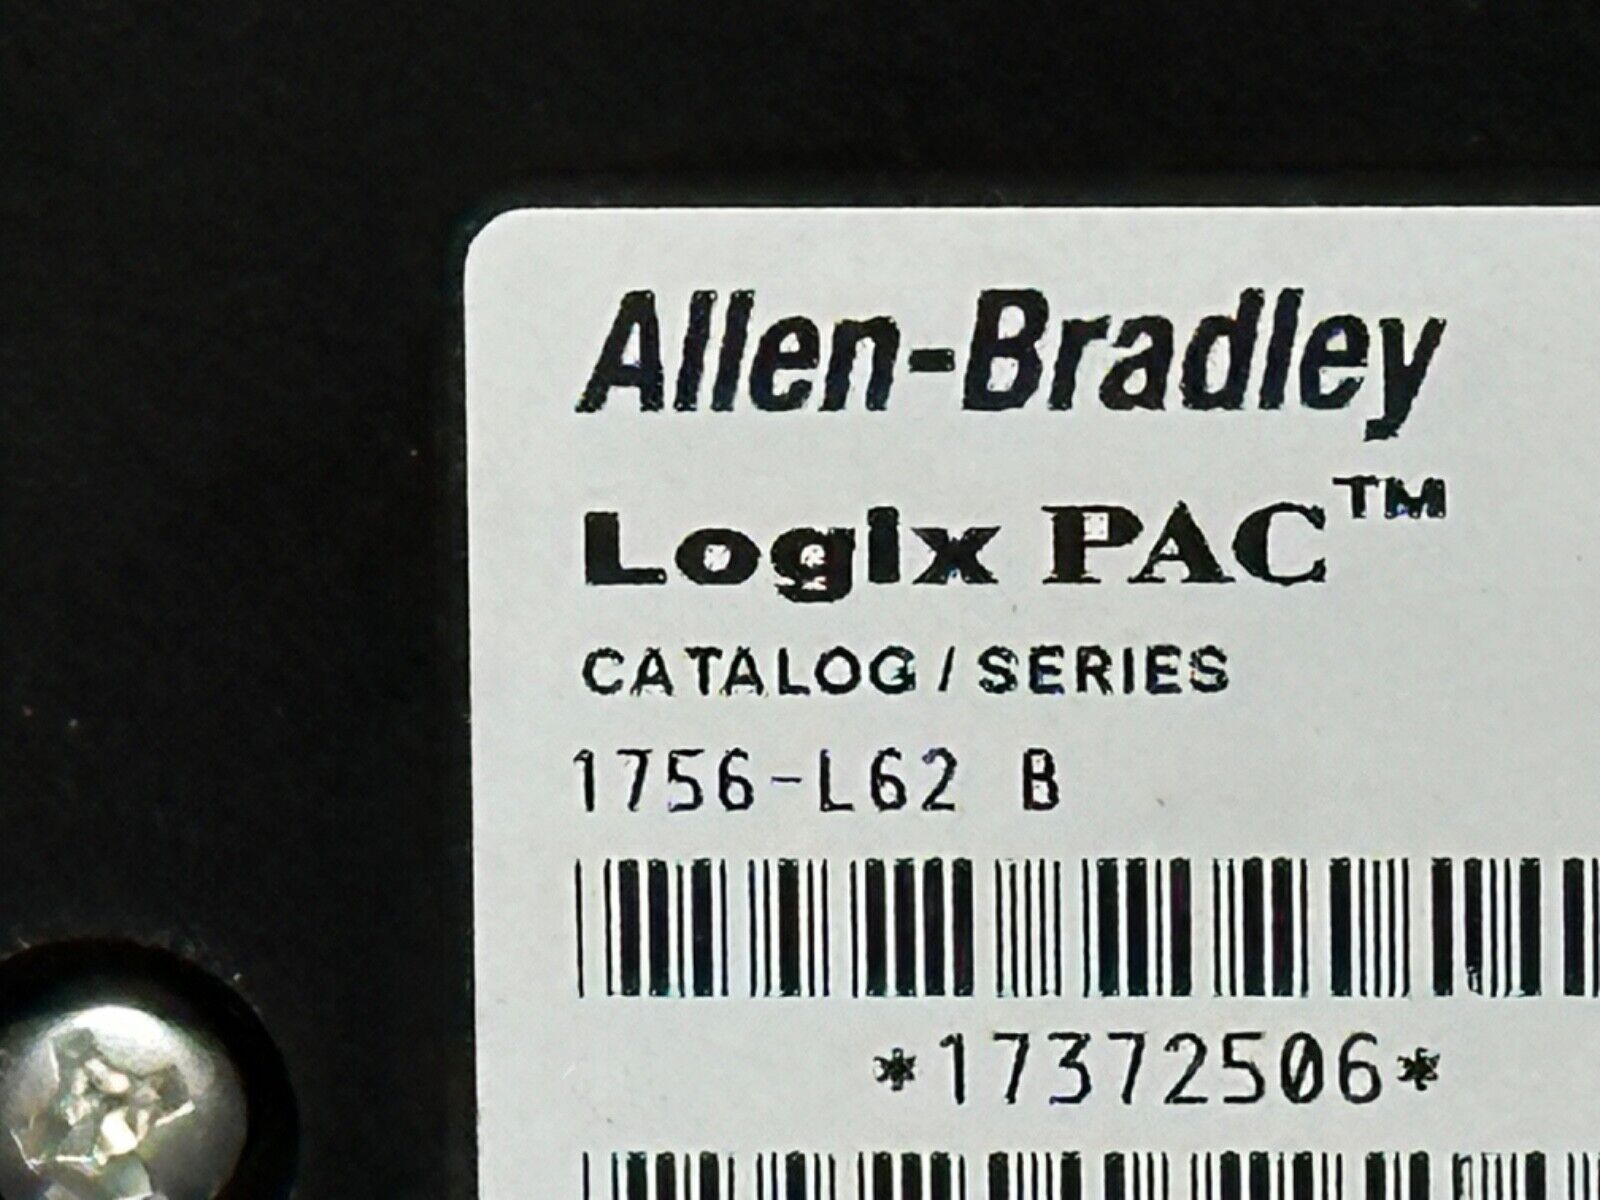 Allen-Bradley
Logix PAC™
CATALOG / SERIES
1756-L62 B
*17372506*